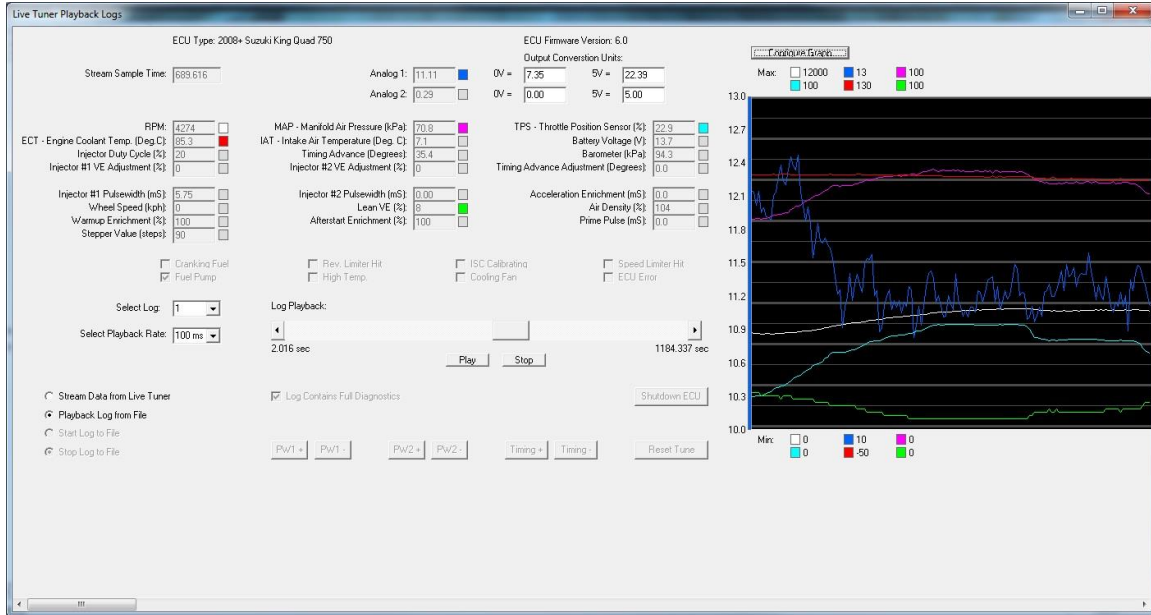 Live Tuner Playback Logs
ECU Type: 2008+ Suzuki King Quad 750
ECU Firmware Version: 6.0
Output Converstion Units:
Stream Sample Time: 689.616
Analog 1: 11.11 0V = 7.35 5V = 22.39
Analog 2: 0.29 0V = 0.00 5V = 5.00
RPM: 4274 MAP - Manifold Air Pressure (kPa): 70.8 TPS - Throttle Position Sensor (%): 22.9
ECT - Engine Coolant Temp. (Deg.C): 85.3 IAT - Intake Air Temperature (Deg. C): 7.1 Battery Voltage (V): 13.7
Injector Duty Cycle (%): 20 Timing Advance (Degrees): 35.4 Barometer (kPa): 94.3
Injector #1 VE Adjustment (%): 0 Injector #2 VE Adjustment (%): 0 Timing Advance Adjustment (Degrees): 0.0
Injector #1 Pulsewidth (mS): 5.75 Injector #2 Pulsewidth (mS): 0.00 Acceleration Enrichment (mS): 0.0
Wheel Speed (kph): 0 Lean VE (%): 8 Air Density (%): 104
Warmup Enrichment (%): 100 Afterstart Enrichment (%): 100 Prime Pulse (mS): 0.0
Stepper Value (steps): 90
Cranking Fuel Rev. Limiter Hit ISC Calibrating Speed Limiter Hit
Fuel Pump High Temp. Cooling Fan ECU Error
Select Log: 1
Log Playback:
Select Playback Rate: 100 ms
2.016 sec 1184.337 sec
Play Stop
Stream Data from Live Tuner
Log Contains Full Diagnostics
Shutdown ECU
Playback Log from File
Start Log to File
Stop Log to File
PW1 + PW1 - PW2 + PW2 - Timing + Timing - Reset Tune
Configure Graph
Max: 12000 13 100
100 130 100
13.0
12.7
12.4
12.1
11.8
11.5
11.2
10.9
10.6
10.3
10.0
Min: 0 10 0
0 -50 0